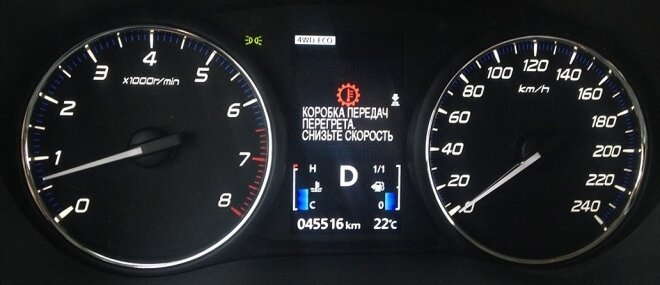 4WD ECO
8
7
6
5
4
3
2
1
0
x1000r/min
КОРОБКА ПЕРЕДАЧ
ПЕРЕГРЕТА.
СНИЗЬТЕ СКОРОСТЬ
F H D 1/1
C 0
045516 km 22°c
0
20
40
60
80
100
120
140
160
180
200
220
240
km/h